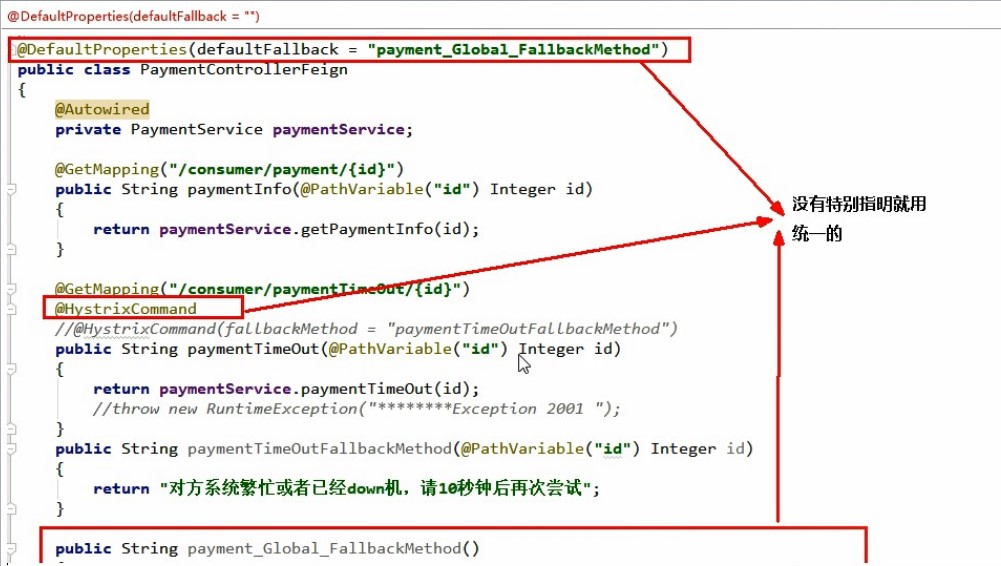 @DefaultProperties(defaultFallback = "")
@DefaultProperties(defaultFallback = "payment_Global_FallbackMethod")
public class PaymentControllerFeign
{
@Autowired
private PaymentService paymentService;
@GetMapping("/consumer/payment/{id}")
public String paymentInfo(@PathVariable("id") Integer id)
{
return paymentService.getPaymentInfo(id);
}
没有特别指明就用
统一的
@GetMapping("/consumer/paymentTimeOut/{id}")
@HystrixCommand
//@HystrixCommand(fallbackMethod = "paymentTimeOutFallbackMethod")
public String paymentTimeOut(@PathVariable("id") Integer id)
{
return paymentService.paymentTimeOut(id);
//throw new RuntimeException("********Exception 2001 ");
}
public String paymentTimeOutFallbackMethod(@PathVariable("id") Integer id)
{
return "对方系统繁忙或者已经down机，请10秒钟后再次尝试";
}
public String payment_Global_FallbackMethod()